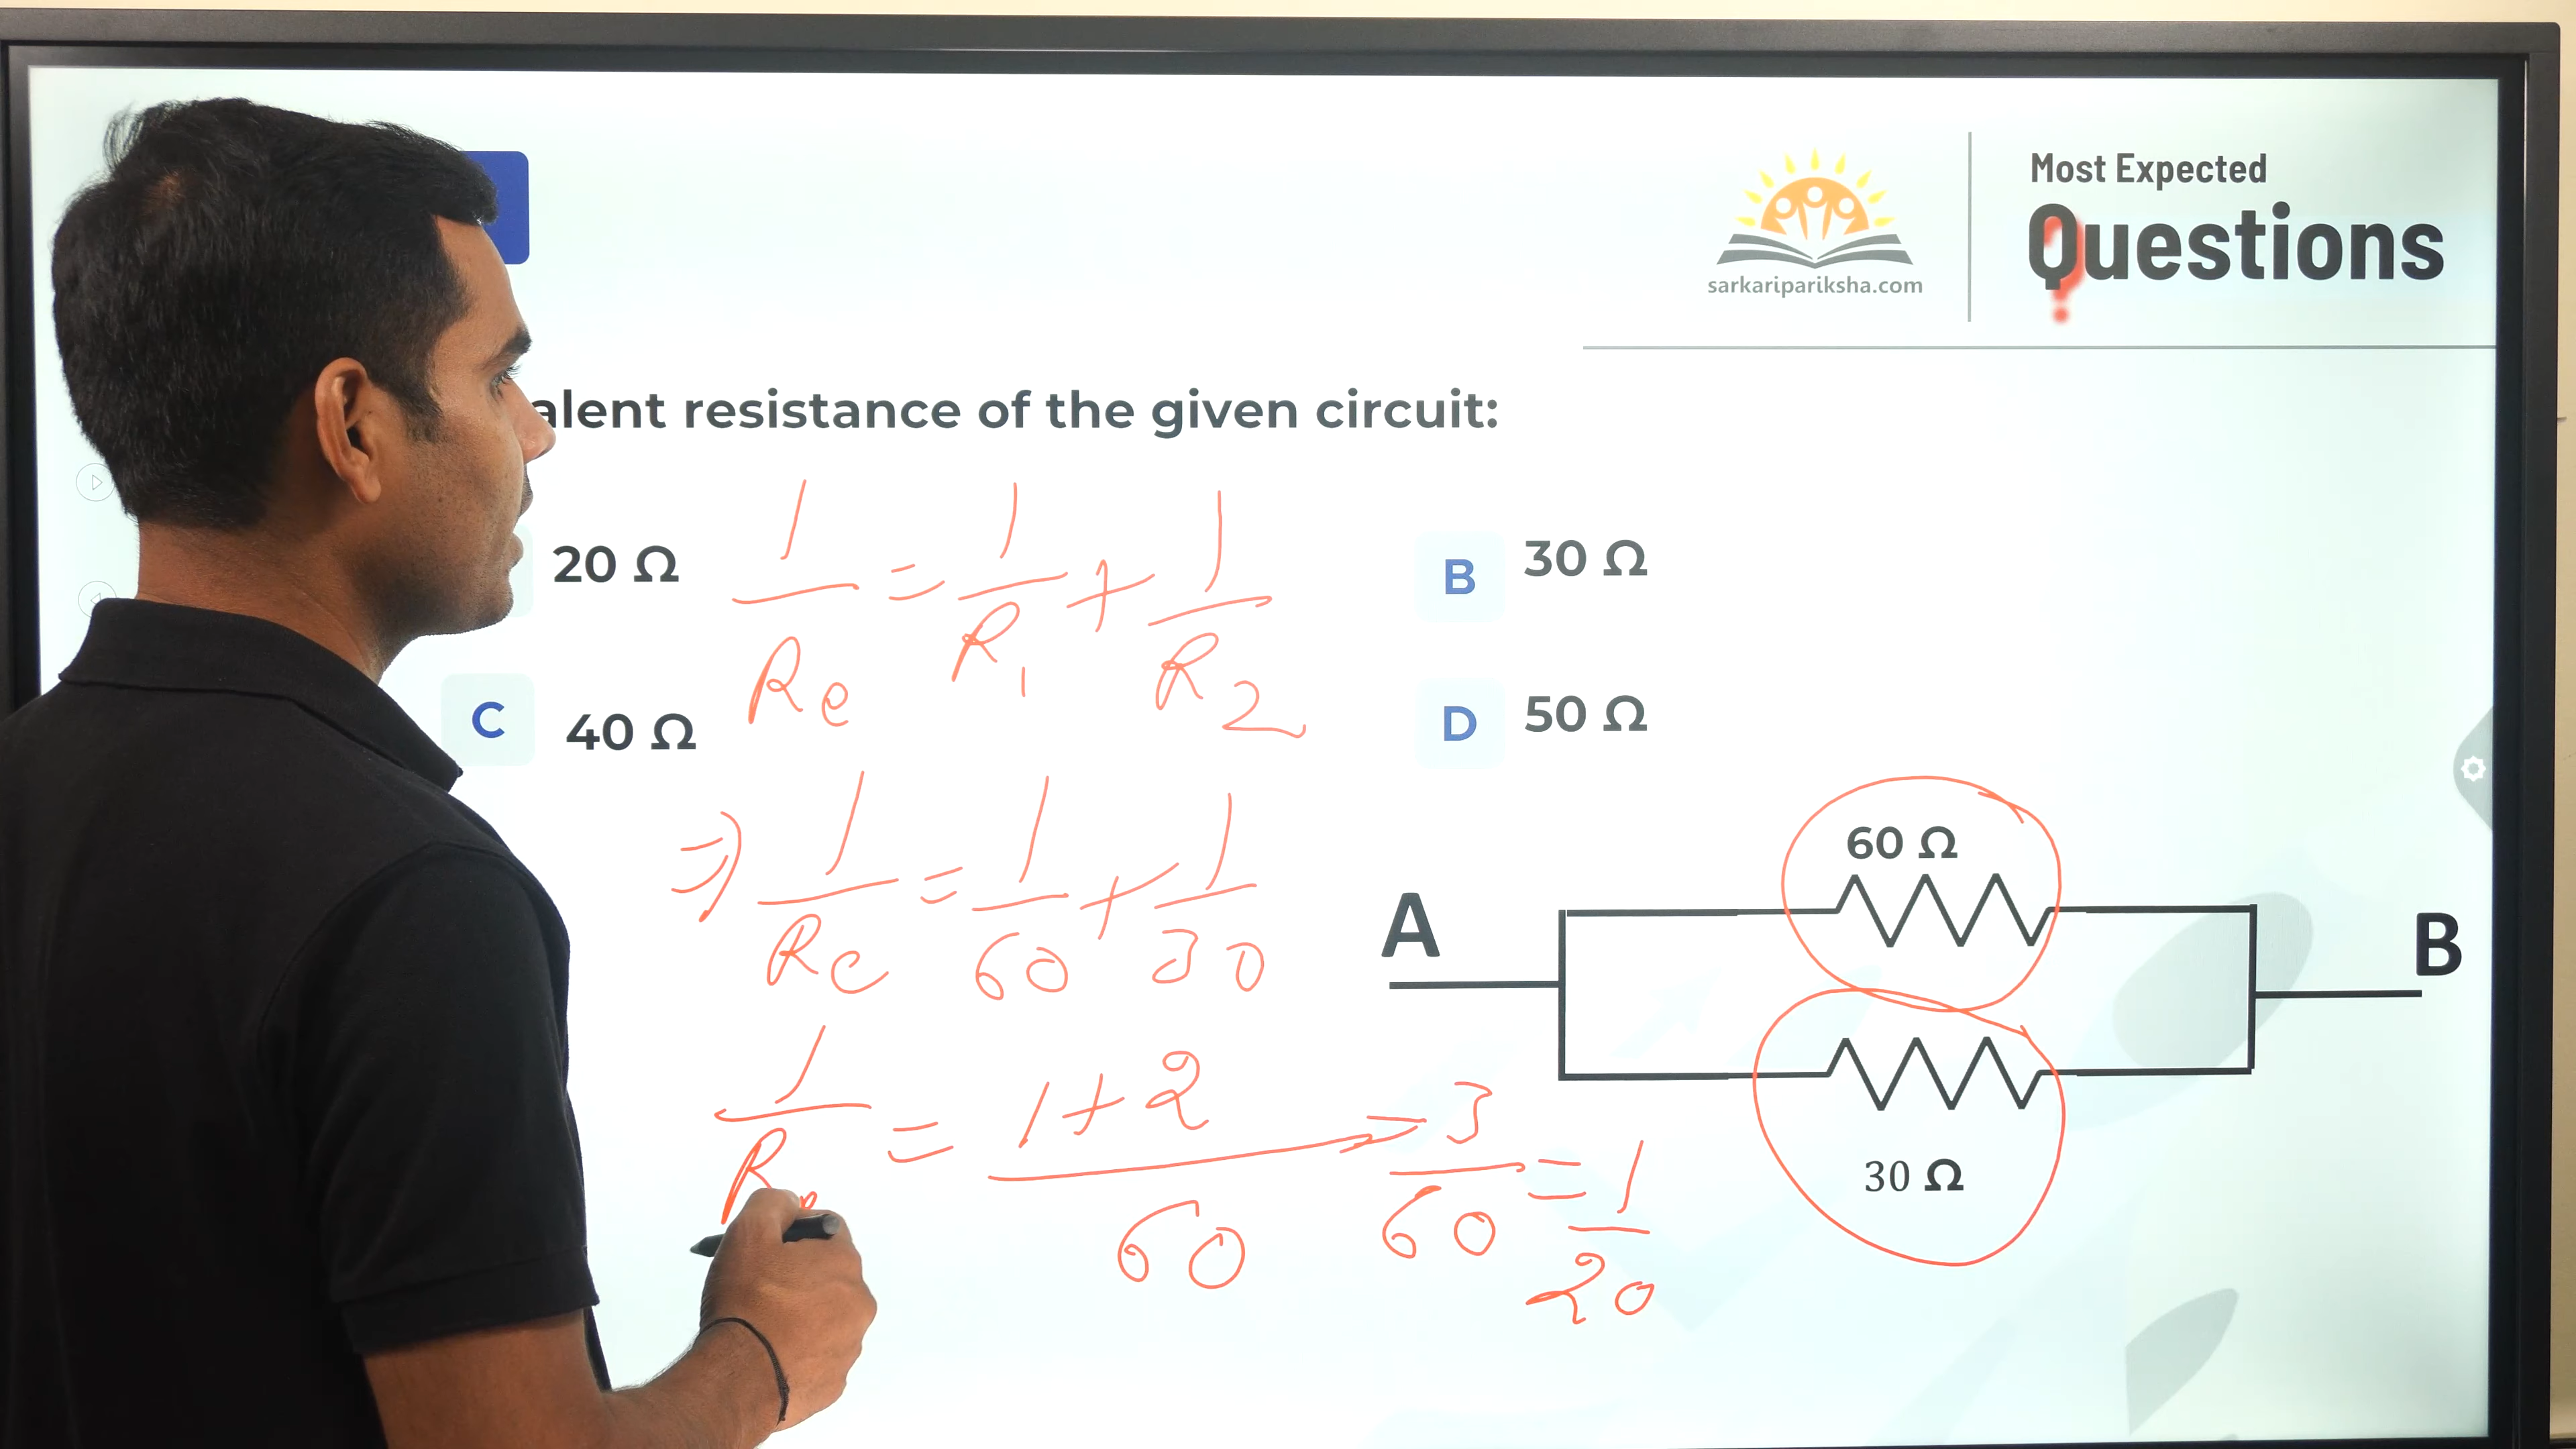 Most Expected
Questions
sarkaripariksha.com
alent resistance of the given circuit:
20 Ω
B 30 Ω
C 40 Ω
D 50 Ω
1/Re = 1/R1 + 1/R2
⇒ 1/Re = 1/60 + 1/30
1/Re = 1+2/60 = 3/60 = 1/20
60 Ω
A
B
30 Ω